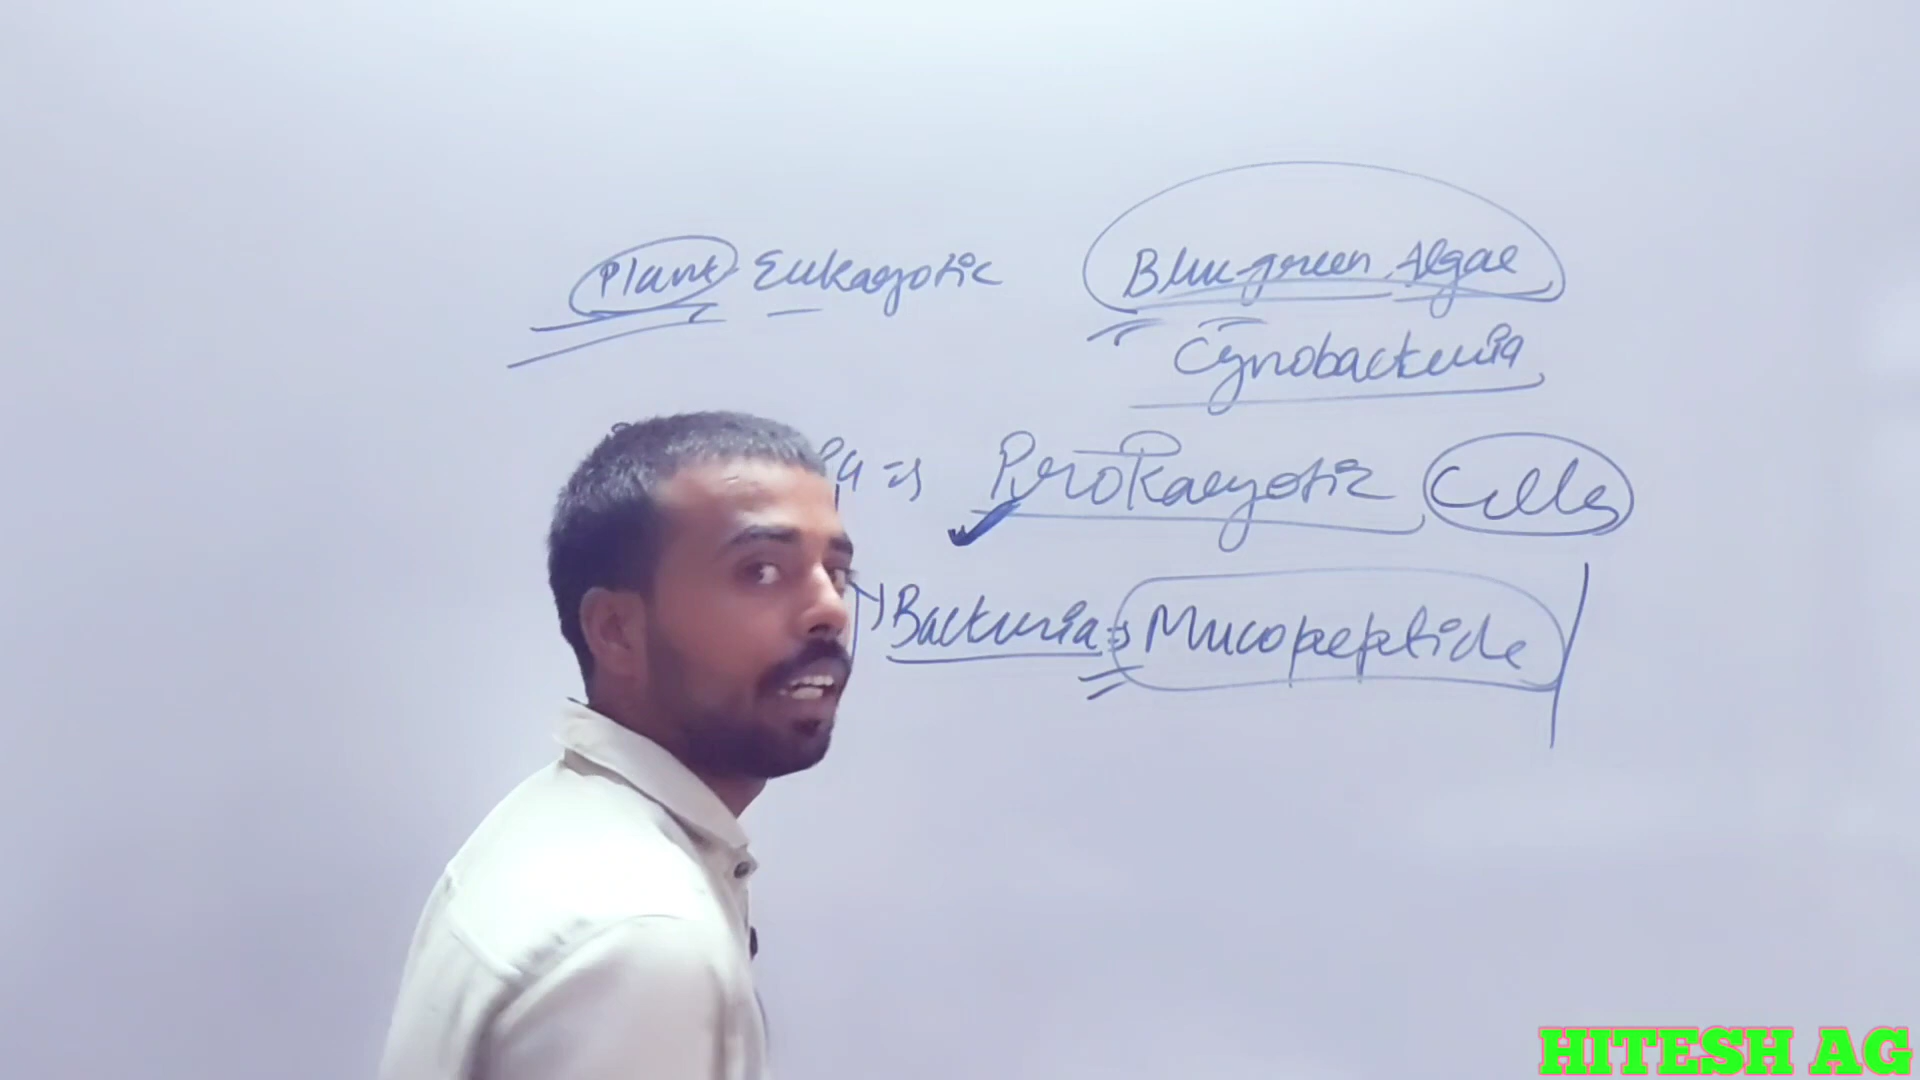 Plant Eukaryotic
Blue-green Algae
Cynobacteria
⇒ Prokaryotic Cells
Bacteria ⇒ Mucopeptide
HITESH AG